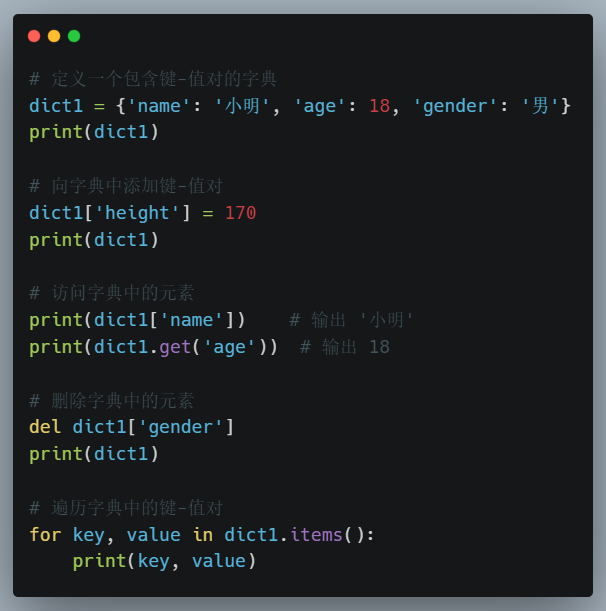 # 定义一个包含键-值对的字典
dict1 = {'name': '小明', 'age': 18, 'gender': '男'}
print(dict1)
# 向字典中添加键-值对
dict1['height'] = 170
print(dict1)
# 访问字典中的元素
print(dict1['name'])    # 输出 '小明'
print(dict1.get('age'))  # 输出 18
# 删除字典中的元素
del dict1['gender']
print(dict1)
# 遍历字典中的键-值对
for key, value in dict1.items():
    print(key, value)